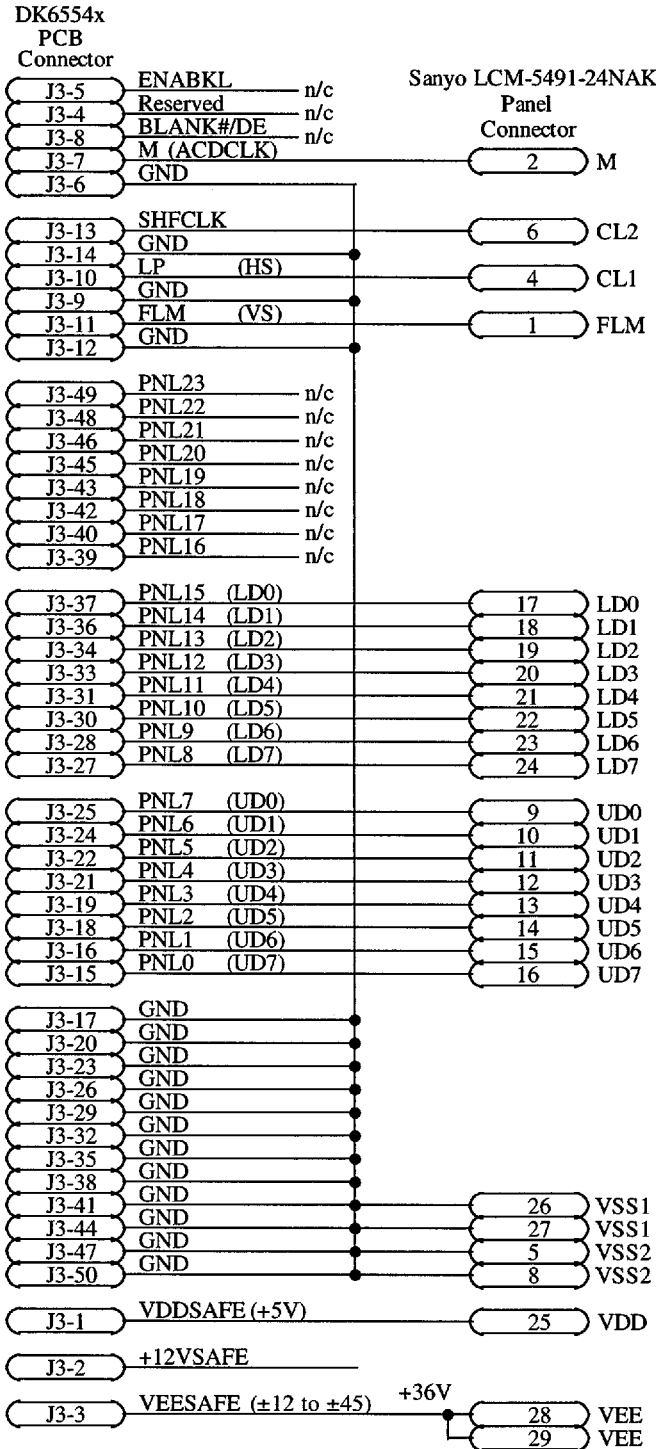 DK6554x
PCB
Connector
Sanyo LCM-5491-24NAK
Panel
Connector
J3-5 ENABKL n/c
J3-4 Reserved n/c
J3-8 BLANK#/DE n/c
J3-7 M (ACDCLK) 2 M
J3-6 GND
J3-13 SHFCLK 6 CL2
J3-14 GND
J3-10 LP (HS) 4 CL1
J3-9 GND
J3-11 FLM (VS) 1 FLM
J3-12 GND
J3-49 PNL23 n/c
J3-48 PNL22 n/c
J3-46 PNL21 n/c
J3-45 PNL20 n/c
J3-43 PNL19 n/c
J3-42 PNL18 n/c
J3-40 PNL17 n/c
J3-39 PNL16 n/c
J3-37 PNL15 (LD0) 17 LD0
J3-36 PNL14 (LD1) 18 LD1
J3-34 PNL13 (LD2) 19 LD2
J3-33 PNL12 (LD3) 20 LD3
J3-31 PNL11 (LD4) 21 LD4
J3-30 PNL10 (LD5) 22 LD5
J3-28 PNL9 (LD6) 23 LD6
J3-27 PNL8 (LD7) 24 LD7
J3-25 PNL7 (UD0) 9 UD0
J3-24 PNL6 (UD1) 10 UD1
J3-22 PNL5 (UD2) 11 UD2
J3-21 PNL4 (UD3) 12 UD3
J3-19 PNL3 (UD4) 13 UD4
J3-18 PNL2 (UD5) 14 UD5
J3-16 PNL1 (UD6) 15 UD6
J3-15 PNL0 (UD7) 16 UD7
J3-17 GND
J3-20 GND
J3-23 GND
J3-26 GND
J3-29 GND
J3-32 GND
J3-35 GND
J3-38 GND
J3-41 GND 26 VSS1
J3-44 GND 27 VSS1
J3-47 GND 5 VSS2
J3-50 GND 8 VSS2
J3-1 VDDSAFE (+5V) 25 VDD
J3-2 +12VSAFE
J3-3 VEESAFE (±12 to ±45) +36V 28 VEE
29 VEE